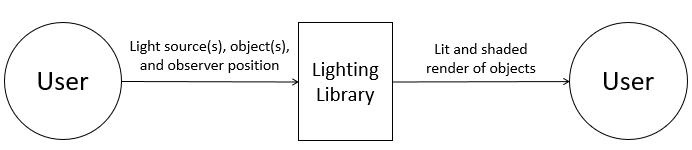 User
Light source(s), object(s),
and observer position
Lighting
Library
Lit and shaded
render of objects
User